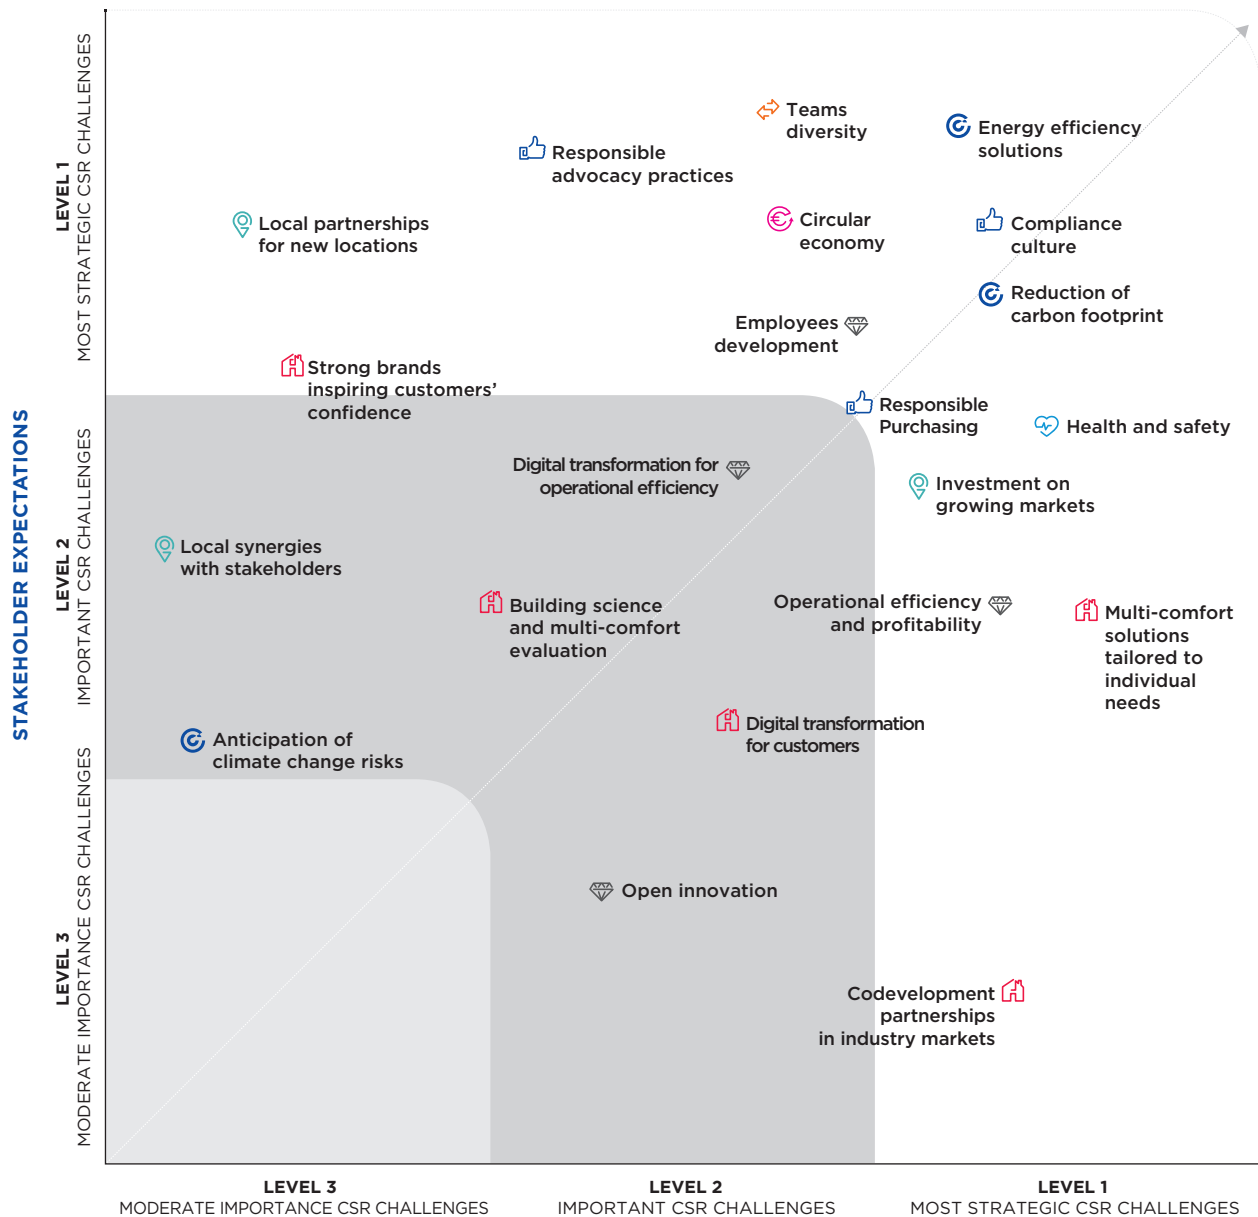 STAKEHOLDER EXPECTATIONS
LEVEL 1
MOST STRATEGIC CSR CHALLENGES
LEVEL 2
IMPORTANT CSR CHALLENGES
LEVEL 3
MODERATE IMPORTANCE CSR CHALLENGES
Teams
diversity
Energy efficiency
solutions
Responsible
advocacy practices
Local partnerships
for new locations
Circular
economy
Compliance
culture
Reduction of
carbon footprint
Employees
development
Strong brands
inspiring customers’
confidence
Responsible
Purchasing
Health and safety
Digital transformation for
operational efficiency
Investment on
growing markets
Local synergies
with stakeholders
Building science
and multi-comfort
evaluation
Operational efficiency
and profitability
Multi-comfort
solutions
tailored to
individual
needs
Anticipation of
climate change risks
Digital transformation
for customers
Open innovation
Codevelopment
partnerships
in industry markets
LEVEL 3
MODERATE IMPORTANCE CSR CHALLENGES
LEVEL 2
IMPORTANT CSR CHALLENGES
LEVEL 1
MOST STRATEGIC CSR CHALLENGES